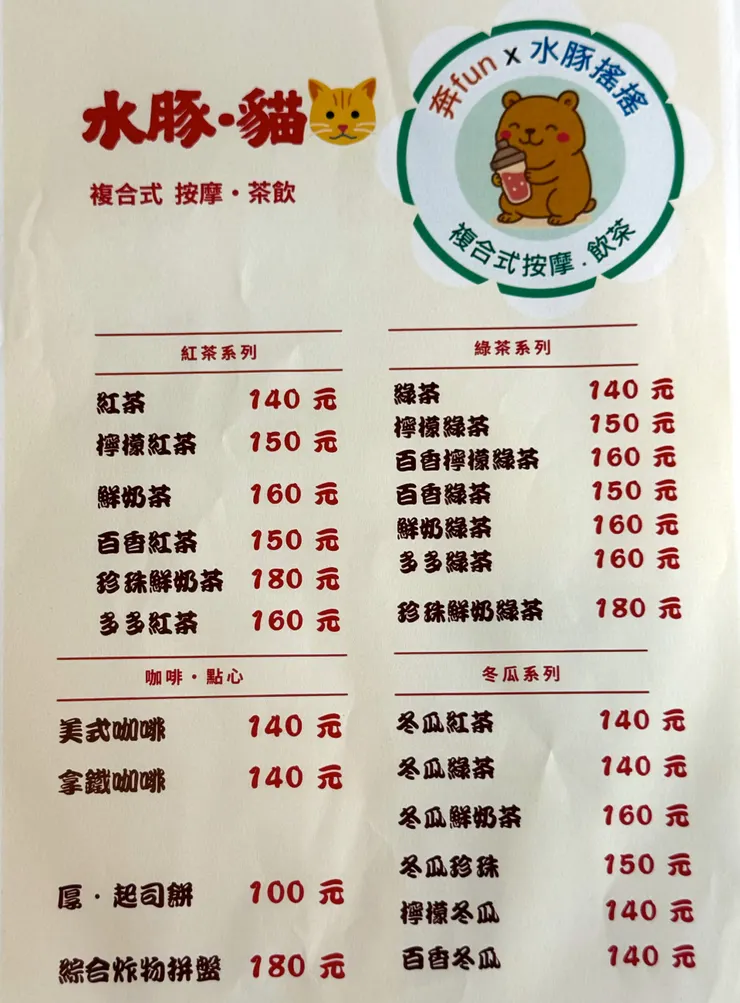 水豚·貓
複合式 按摩·茶飲
奔fun x 水豚搖搖
複合式按摩.飲茶
紅茶系列
紅茶 140 元
檸檬紅茶 150 元
鮮奶茶 160 元
百香紅茶 150 元
珍珠鮮奶茶 180 元
多多紅茶 160 元
綠茶系列
綠茶 140 元
檸檬綠茶 150 元
百香檸檬綠茶 160 元
百香綠茶 150 元
鮮奶綠茶 160 元
多多綠茶 160 元
珍珠鮮奶綠茶 180 元
咖啡·點心
美式咖啡 140 元
拿鐵咖啡 140 元
厚·起司餅 100 元
綜合炸物拼盤 180 元
冬瓜系列
冬瓜紅茶 140 元
冬瓜綠茶 140 元
冬瓜鮮奶茶 160 元
冬瓜珍珠 150 元
檸檬冬瓜 140 元
百香冬瓜 140 元